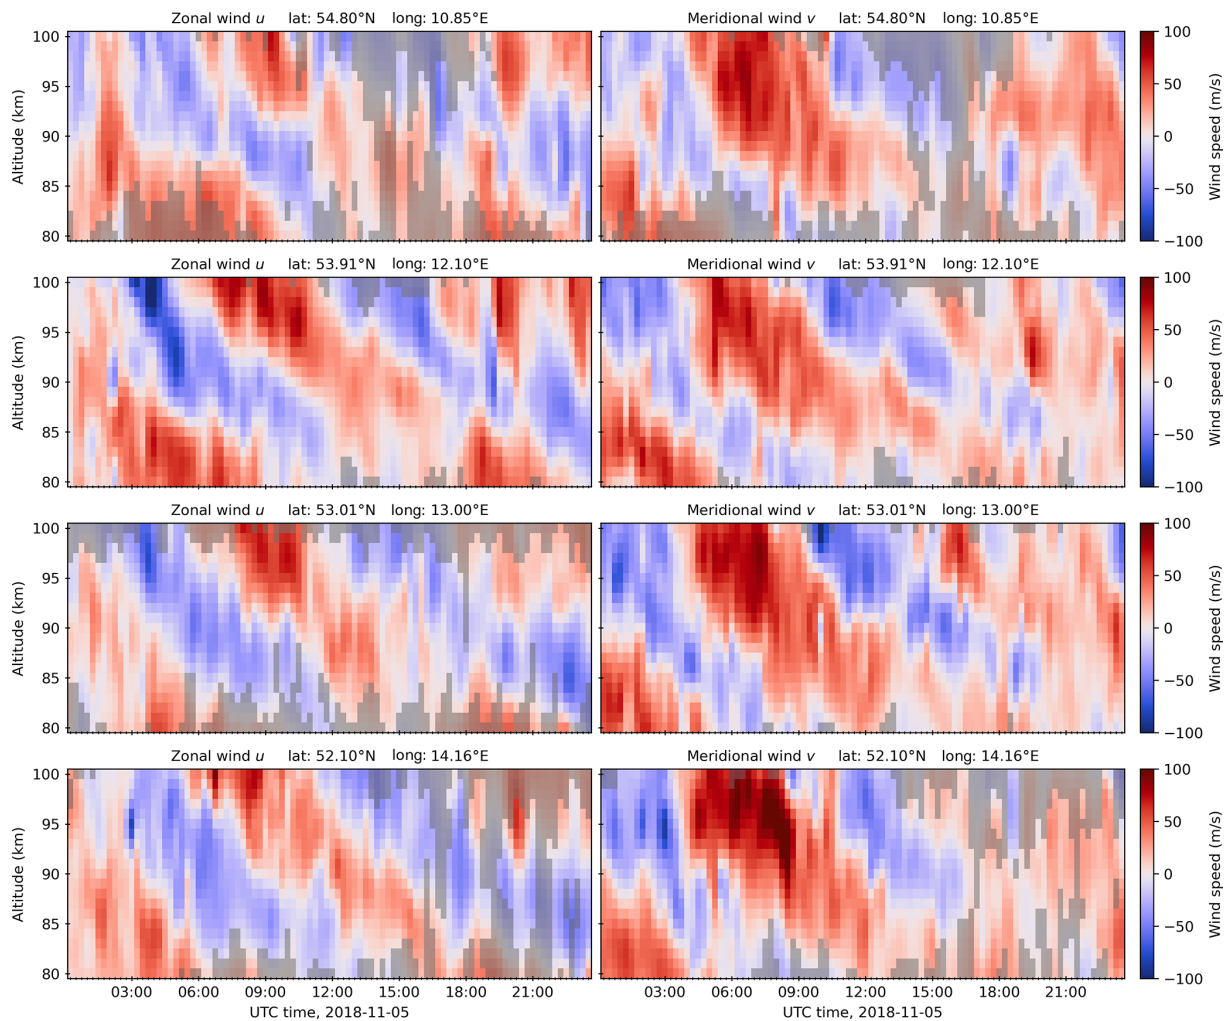 Zonal wind u lat: 54.80°N long: 10.85°E
Meridional wind v lat: 54.80°N long: 10.85°E
100
95
90
85
80
Altitude (km)
100
50
0
−50
−100
Wind speed (m/s)
Zonal wind u lat: 53.91°N long: 12.10°E
Meridional wind v lat: 53.91°N long: 12.10°E
100
95
90
85
80
Altitude (km)
100
50
0
−50
−100
Wind speed (m/s)
Zonal wind u lat: 53.01°N long: 13.00°E
Meridional wind v lat: 53.01°N long: 13.00°E
100
95
90
85
80
Altitude (km)
100
50
0
−50
−100
Wind speed (m/s)
Zonal wind u lat: 52.10°N long: 14.16°E
Meridional wind v lat: 52.10°N long: 14.16°E
100
95
90
85
80
Altitude (km)
100
50
0
−50
−100
Wind speed (m/s)
03:00 06:00 09:00 12:00 15:00 18:00 21:00
03:00 06:00 09:00 12:00 15:00 18:00 21:00
UTC time, 2018-11-05
UTC time, 2018-11-05